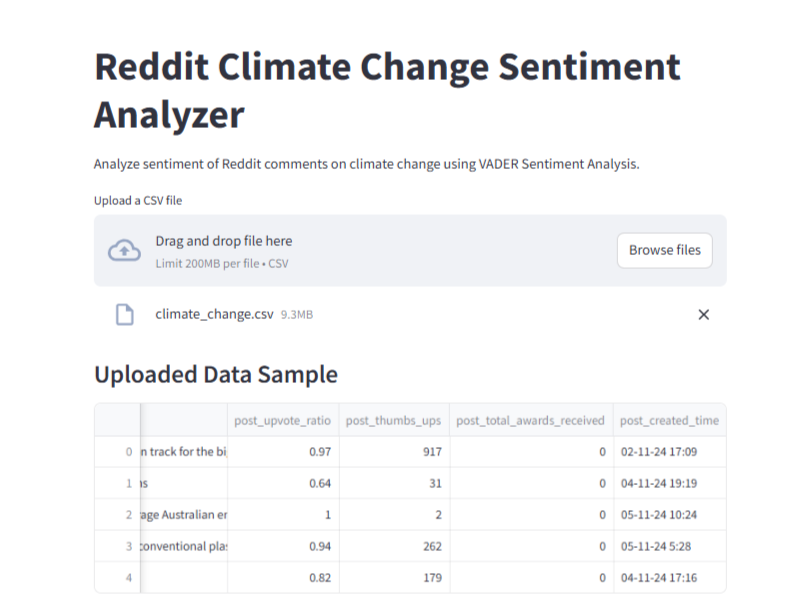 Reddit Climate Change Sentiment
Analyzer
Analyze sentiment of Reddit comments on climate change using VADER Sentiment Analysis.
Upload a CSV file
Drag and drop file here
Limit 200MB per file • CSV
Browse files
climate_change.csv 9.3MB
Uploaded Data Sample
post_upvote_ratio post_thumbs_ups post_total_awards_received post_created_time
0 n track for the bi 0.97 917 0 02-11-24 17:09
1 ns 0.64 31 0 04-11-24 19:19
2 age Australian er 1 2 0 05-11-24 10:24
3 conventional pla 0.94 262 0 05-11-24 5:28
4 0.82 179 0 04-11-24 17:16